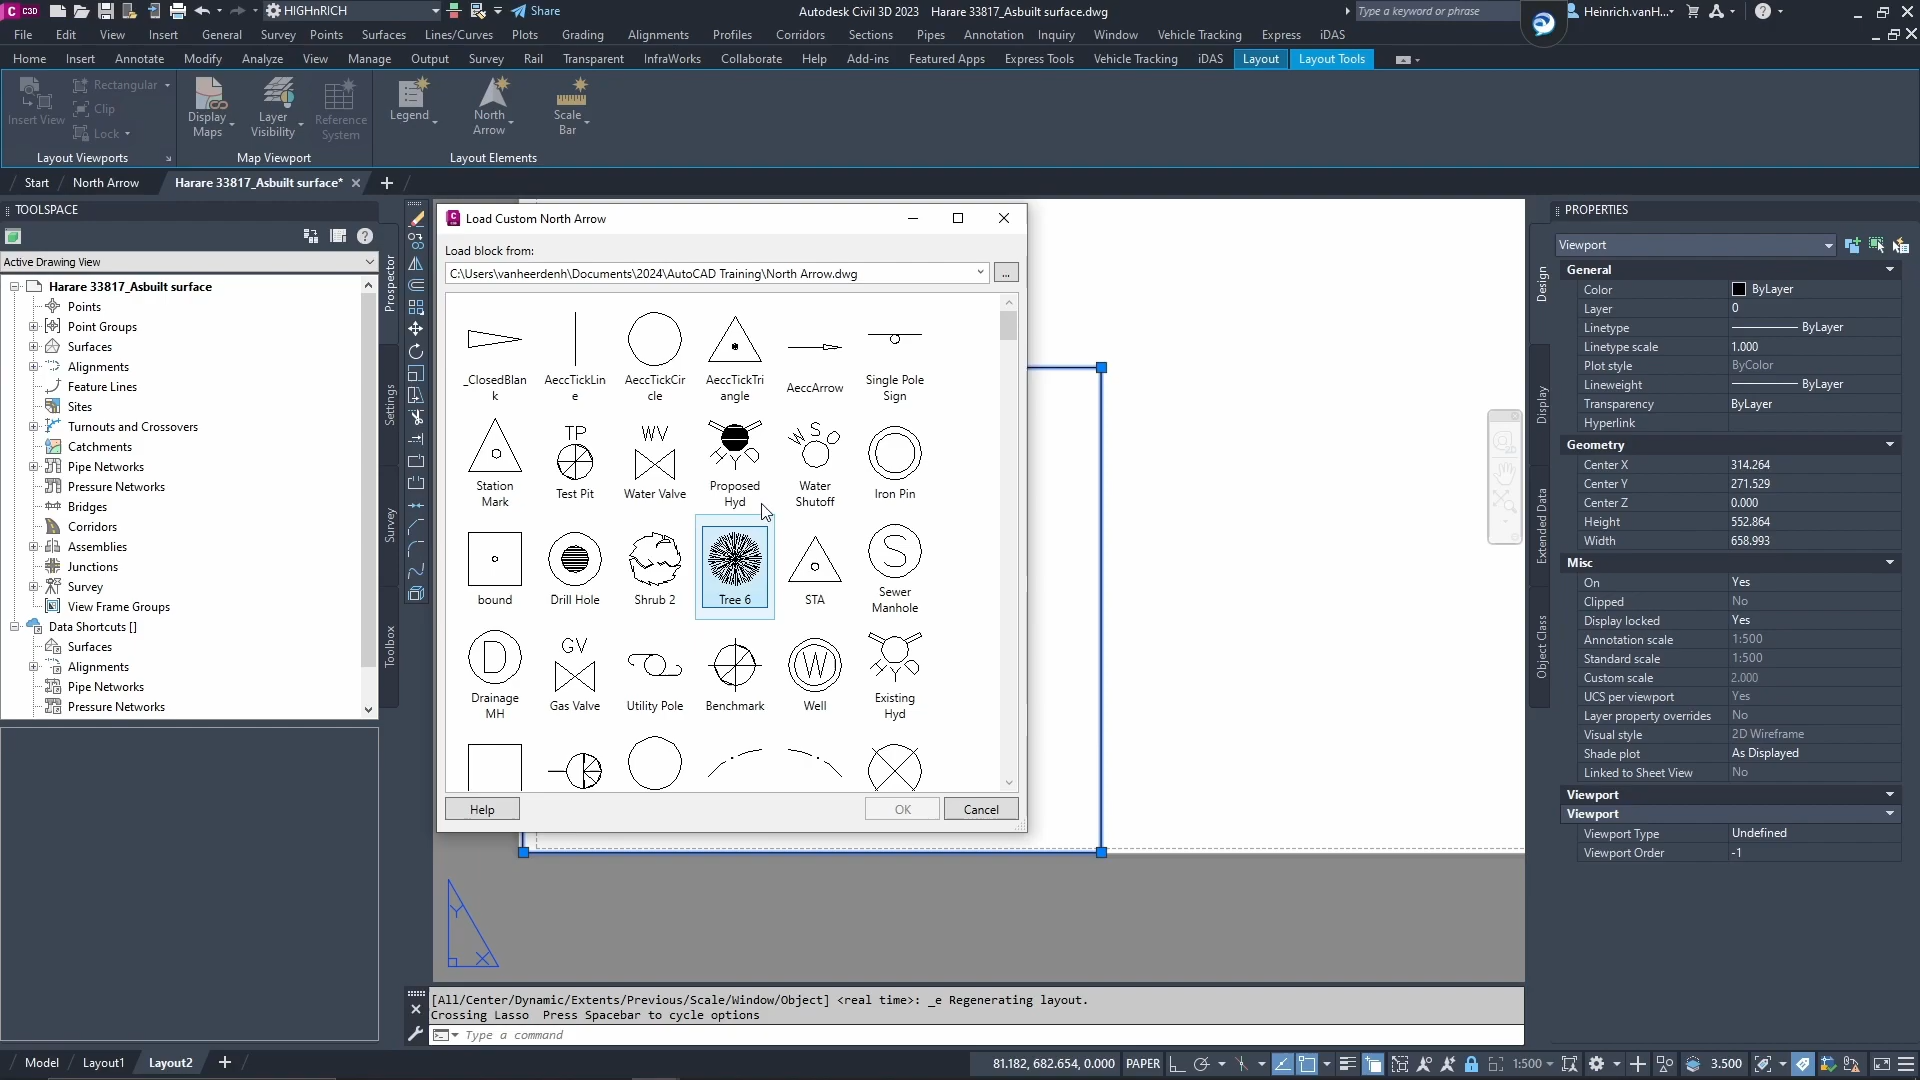 C3D HIGHnRICH Share Autodesk Civil 3D 2023 Harare 33817_Asbuilt surface.dwg Type a keyword or phrase Heinrich.vanH...
File Edit View Insert General Survey Points Surfaces Lines/Curves Plots Grading Alignments Profiles Corridors Sections Pipes Annotation Inquiry Window Vehicle Tracking Express iDAS
Home Insert Annotate Modify Analyze View Manage Output Survey Rail Transparent InfraWorks Collaborate Help Add-ins Featured Apps Express Tools Vehicle Tracking iDAS Layout Layout Tools
Insert View
Rectangular
Clip
Lock
Layout Viewports
Display
Maps
Layer
Visibility
Reference
System
Map Viewport
Legend
North
Arrow
Scale
Bar
Layout Elements
Start North Arrow Harare 33817_Asbuilt surface*
TOOLSPACE
Active Drawing View
Harare 33817_Asbuilt surface
Points
Point Groups
Surfaces
Alignments
Feature Lines
Sites
Turnouts and Crossovers
Catchments
Pipe Networks
Pressure Networks
Bridges
Corridors
Assemblies
Junctions
Survey
View Frame Groups
Data Shortcuts []
Surfaces
Alignments
Pipe Networks
Pressure Networks
Prospector
Settings
Survey
Toolbox
Load Custom North Arrow
Load block from:
C:\Users\vanheerdenh\Documents\2024\AutoCAD Training\North Arrow.dwg
...
_ClosedBlan
k
AeccTickLin
e
AeccTickCir
cle
AeccTickTri
angle
AeccArrow
Single Pole
Sign
TP
WV
HYD
WSO
Station
Mark
Test Pit
Water Valve
Proposed
Hyd
Water
Shutoff
Iron Pin
S
bound
Drill Hole
Shrub 2
Tree 6
STA
Sewer
Manhole
D
GV
W
HYD
Drainage
MH
Gas Valve
Utility Pole
Benchmark
Well
Existing
Hyd
Help
OK
Cancel
Y
X
[All/Center/Dynamic/Extents/Previous/Scale/Window/Object] <real time>: _e Regenerating layout.
Crossing Lasso  Press Spacebar to cycle options
Type a command
PROPERTIES
Viewport
Design
Display
Extended Data
Object Class
General
Color ByLayer
Layer 0
Linetype ByLayer
Linetype scale 1.000
Plot style ByColor
Lineweight ByLayer
Transparency ByLayer
Hyperlink
Geometry
Center X 314.264
Center Y 271.529
Center Z 0.000
Height 552.864
Width 658.993
Misc
On Yes
Clipped No
Display locked Yes
Annotation scale 1:500
Standard scale 1:500
Custom scale 2.000
UCS per viewport Yes
Layer property overrides No
Visual style 2D Wireframe
Shade plot As Displayed
Linked to Sheet View No
Viewport
Viewport
Viewport Type Undefined
Viewport Order -1
Model Layout1 Layout2
81.182, 682.654, 0.000 PAPER 1:500 3.500